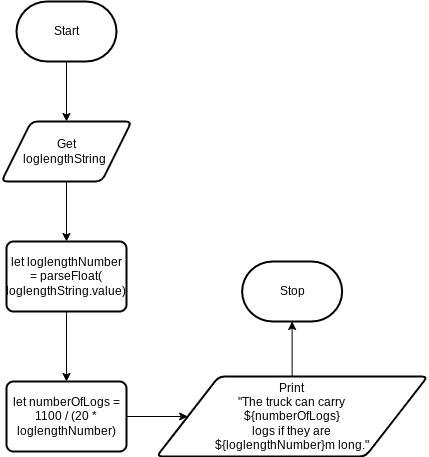 Start
Get
loglengthString
let loglengthNumber
= parseFloat(
loglengthString.value)
let numberOfLogs =
1100 / (20 *
loglengthNumber)
Print
"The truck can carry
${numberOfLogs}
logs if they are
${loglengthNumber}m long."
Stop